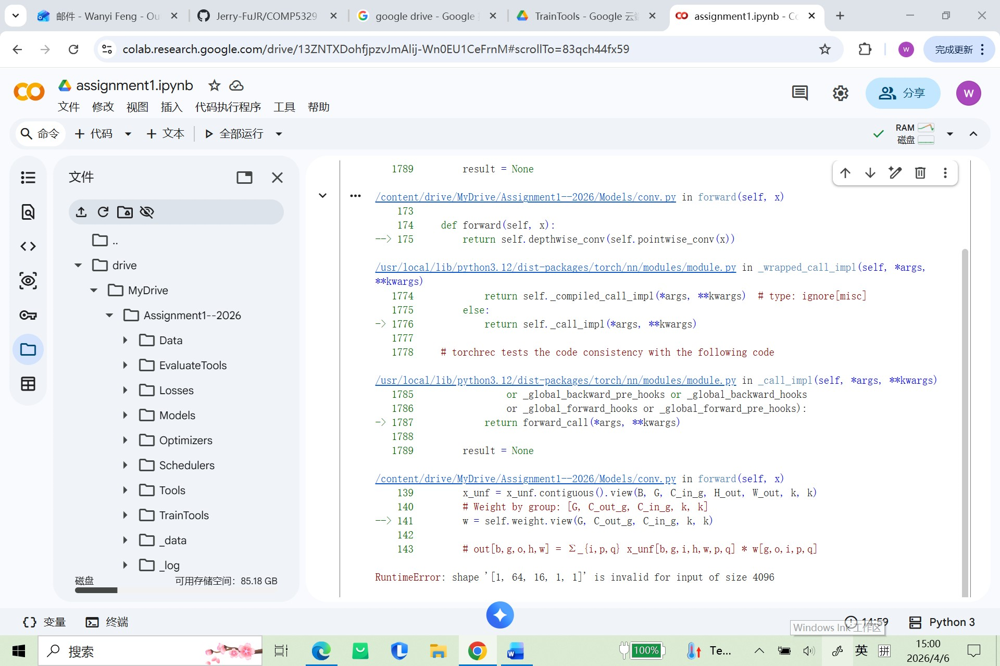 邮件 - Wanyi Feng - Ou
Jerry-FuJR/COMP5329
google drive - Google
TrainTools - Google 云
assignment1.ipynb - Co
colab.research.google.com/drive/13ZNTXDohfjpzvJmAlij-Wn0EU1CeFrnM#scrollTo=83qch44fx59
W
完成更新
assignment1.ipynb
文件 修改 视图 插入 代码执行程序 工具 帮助
分享
W
命令 + 代码 + 文本 全部运行
RAM
磁盘
文件
..
drive
MyDrive
Assignment1--2026
Data
EvaluateTools
Losses
Models
Optimizers
Schedulers
Tools
TrainTools
_data
_log
磁盘 可用存储空间: 85.18 GB
1789 result = None
/content/drive/MyDrive/Assignment1--2026/Models/conv.py in forward(self, x)
173
174 def forward(self, x):
--> 175 return self.depthwise_conv(self.pointwise_conv(x))
/usr/local/lib/python3.12/dist-packages/torch/nn/modules/module.py in _wrapped_call_impl(self, *args,
**kwargs)
1774 return self._compiled_call_impl(*args, **kwargs) # type: ignore[misc]
1775 else:
-> 1776 return self._call_impl(*args, **kwargs)
1777
1778 # torchrec tests the code consistency with the following code
/usr/local/lib/python3.12/dist-packages/torch/nn/modules/module.py in _call_impl(self, *args, **kwargs)
1785 or _global_backward_pre_hooks or _global_backward_hooks
1786 or _global_forward_hooks or _global_forward_pre_hooks):
-> 1787 return forward_call(*args, **kwargs)
1788
1789 result = None
/content/drive/MyDrive/Assignment1--2026/Models/conv.py in forward(self, x)
139 x_unf = x_unf.contiguous().view(B, G, C_in_g, H_out, W_out, k, k)
140 # Weight by group: [G, C_out_g, C_in_g, k, k]
--> 141 w = self.weight.view(G, C_out_g, C_in_g, k, k)
142
143 # out[b,g,o,h,w] = Σ_{i,p,q} x_unf[b,g,i,h,w,p,q] * w[g,o,i,p,q]
RuntimeError: shape '[1, 64, 16, 1, 1]' is invalid for input of size 4096
变量 终端
14:59
Python 3
Windows Ink 工作区
搜索
100%
Te...
英
拼
15:00
2026/4/6